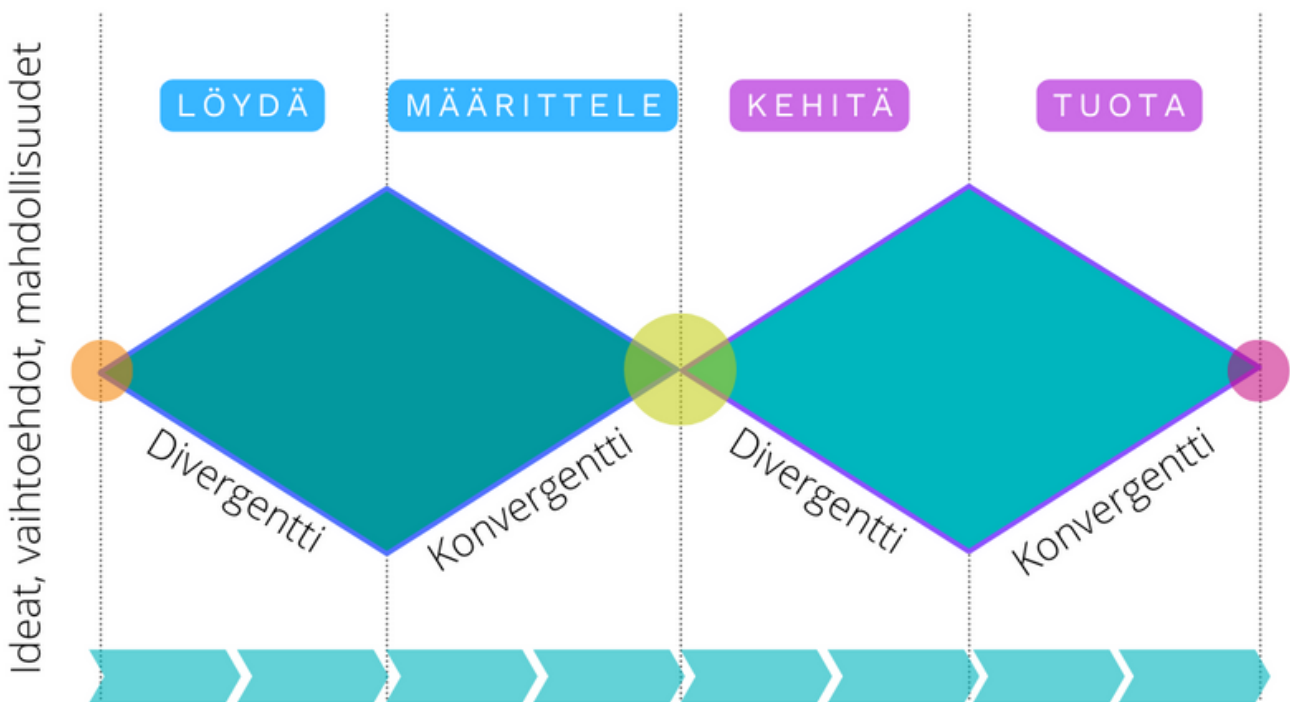 Ideat, vaihtoehdot, mahdollisuudet
LÖYDÄ
MÄÄRITTELE
KEHITÄ
TUOTA
Divergentti
Konvergentti
Divergentti
Konvergentti